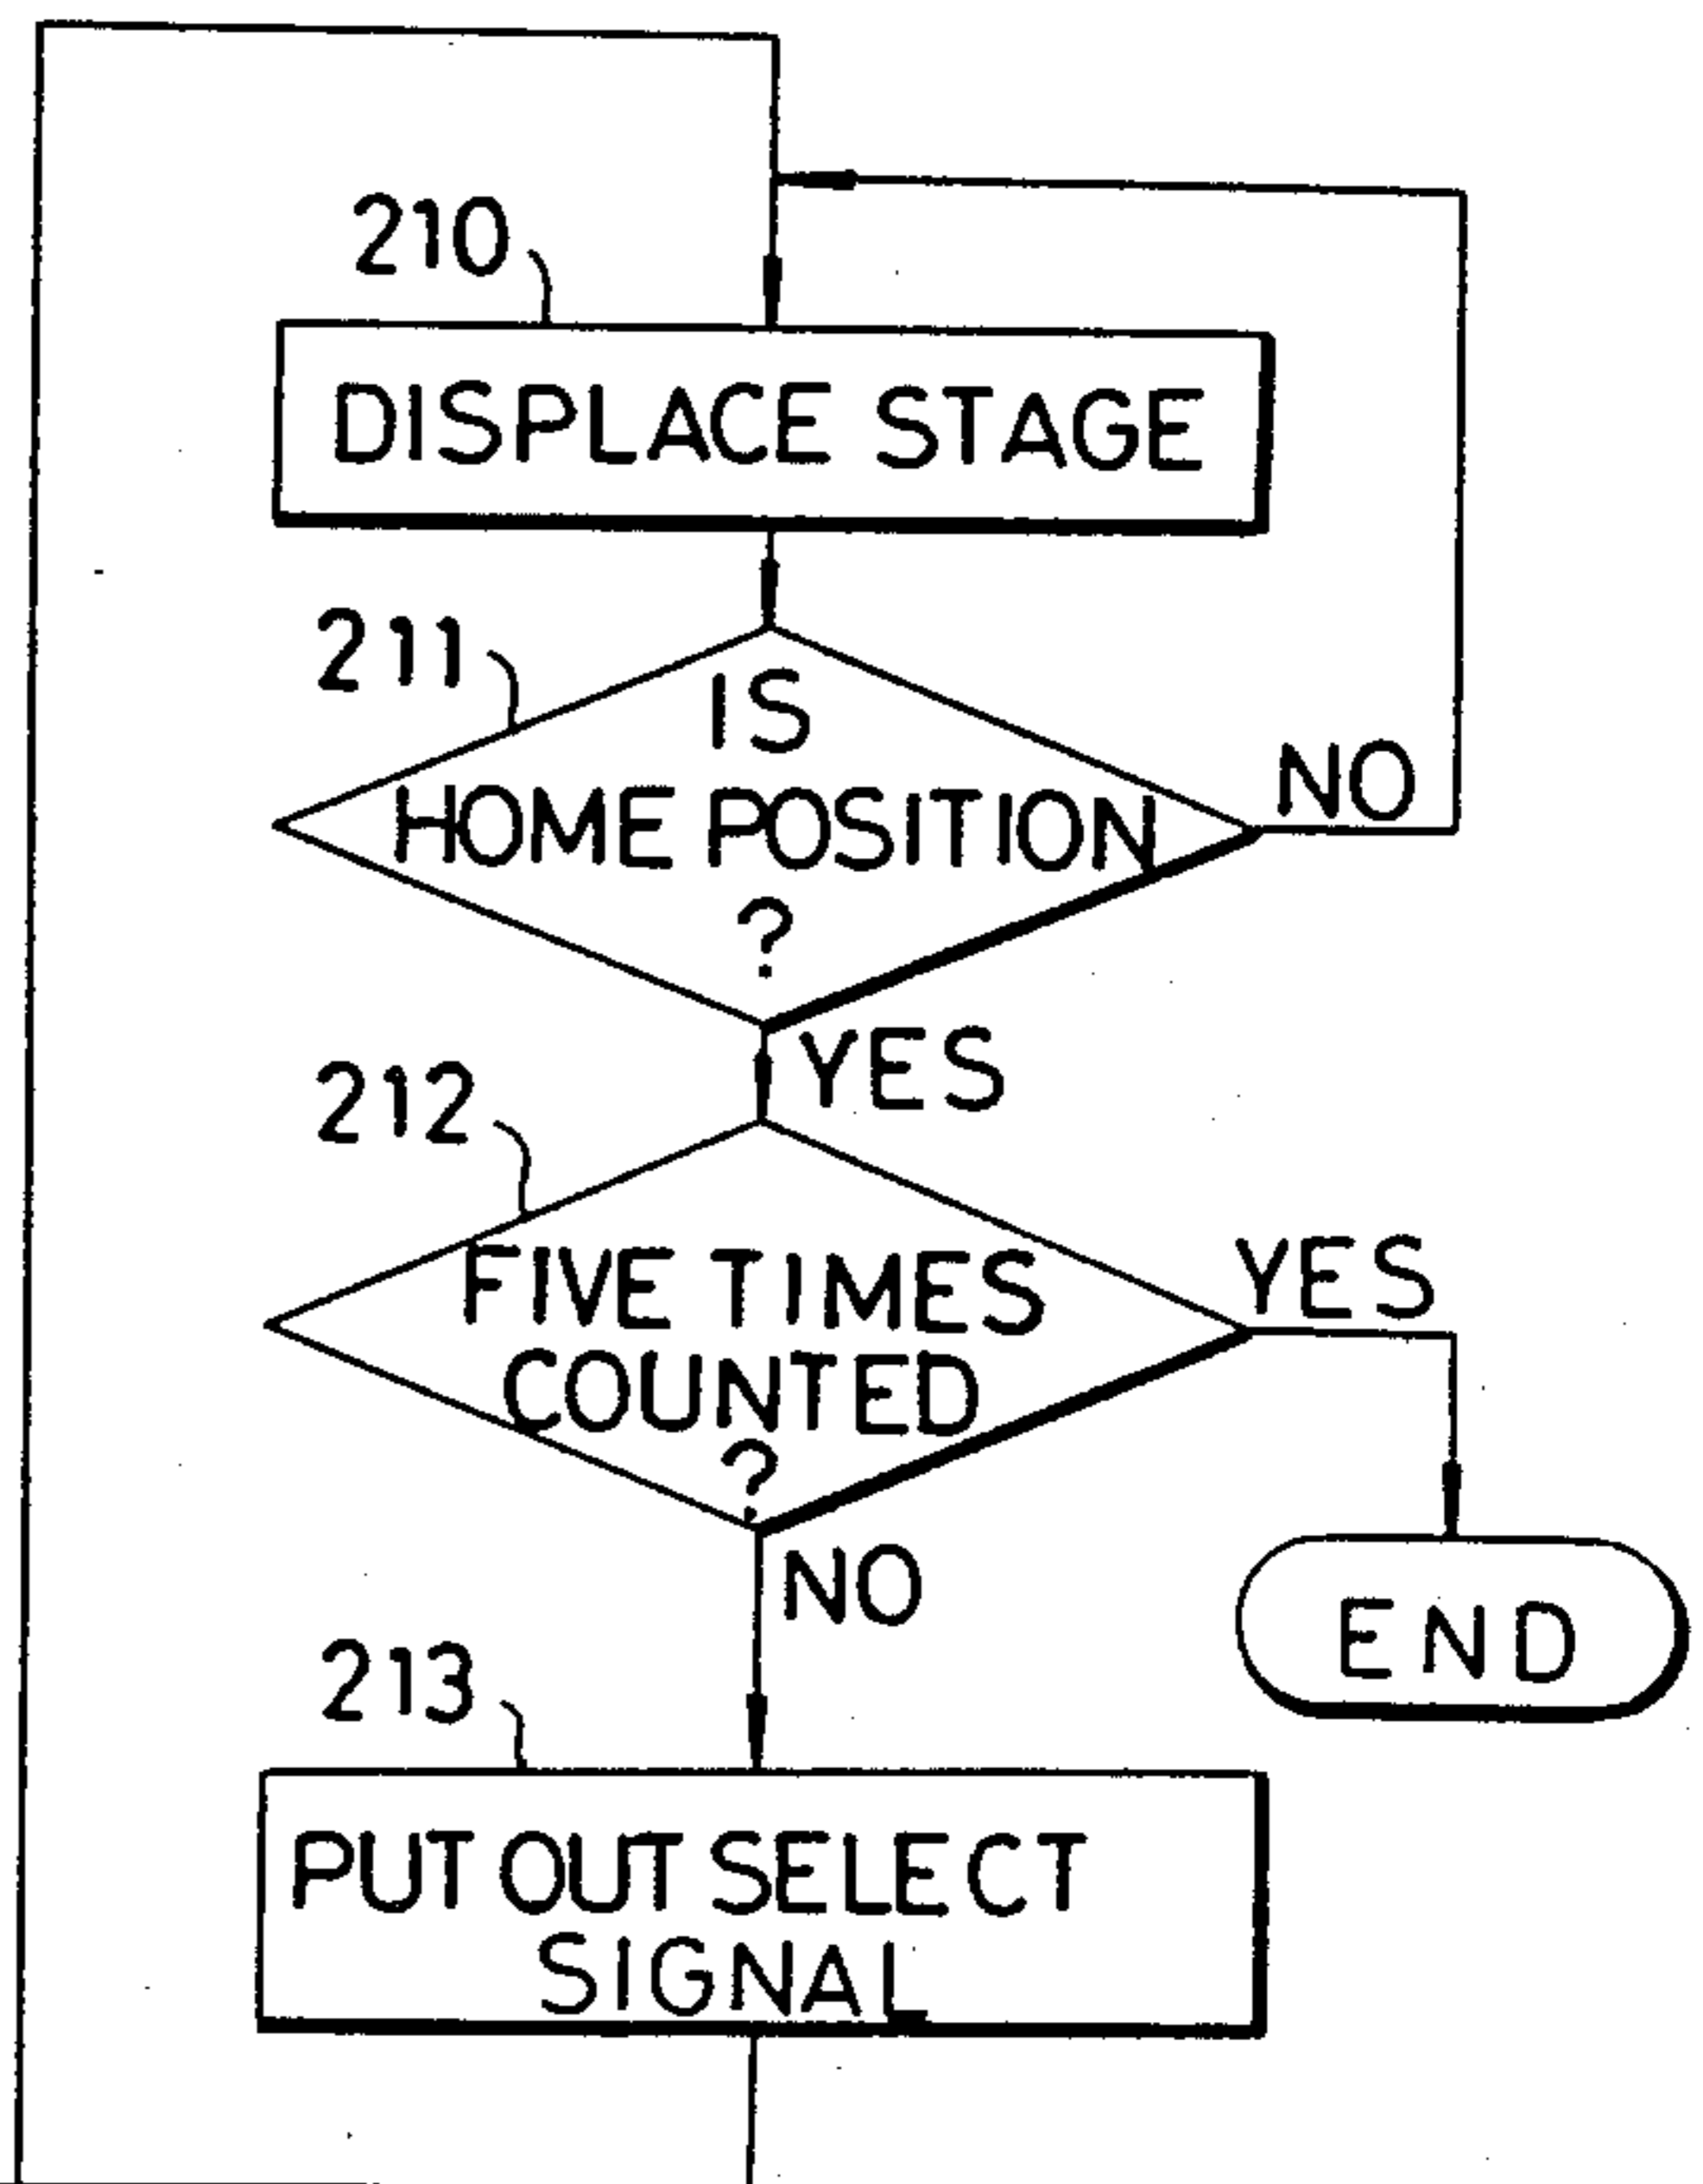 210
DISPLACE STAGE
211
IS
HOME POSITION
?
NO
YES
212
FIVE TIMES
COUNTED
?
YES
NO
END
213
PUT OUT SELECT
SIGNAL